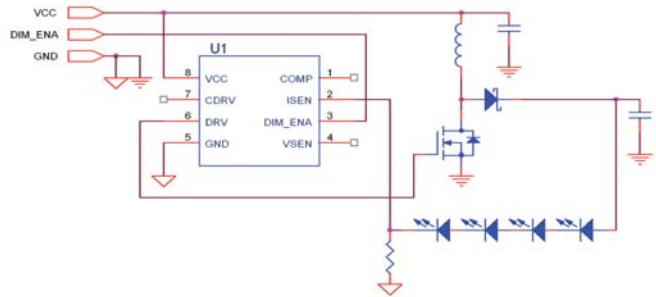 VCC
DIM_ENA
GND
U1
8 VCC COMP 1
7 CDRV ISEN 2
6 DRV DIM_ENA 3
5 GND VSEN 4